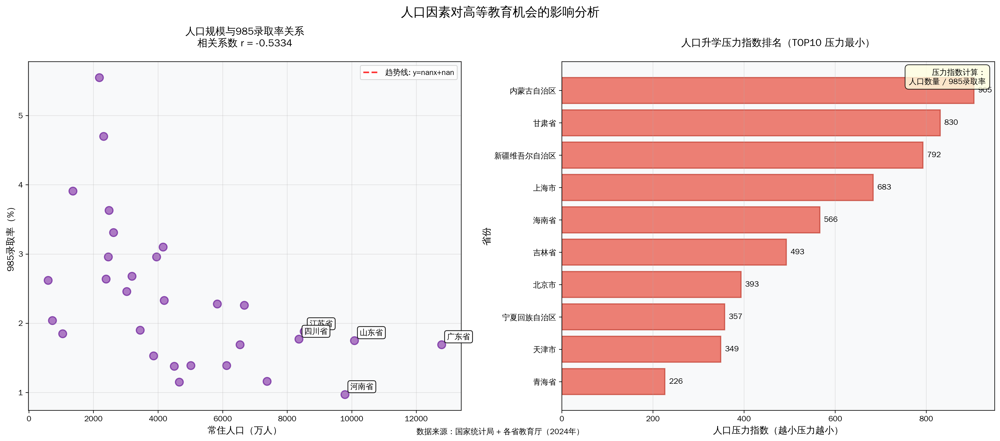 人口因素对高等教育机会的影响分析
人口规模与985录取率关系
相关系数 r = -0.5334
趋势线: y=nanx+nan
985录取率（%）
5
4
3
2
1
江苏省
四川省
山东省
广东省
河南省
0
2000
4000
6000
8000
10000
12000
常住人口（万人）
人口升学压力指数排名（TOP10 压力最小）
压力指数计算：
人口数量 / 985录取率
省份
内蒙古自治区
905
甘肃省
830
新疆维吾尔自治区
792
上海市
683
海南省
566
吉林省
493
北京市
393
宁夏回族自治区
357
天津市
349
青海省
226
0
200
400
600
800
人口压力指数（越小压力越小）
数据来源：国家统计局 + 各省教育厅（2024年）